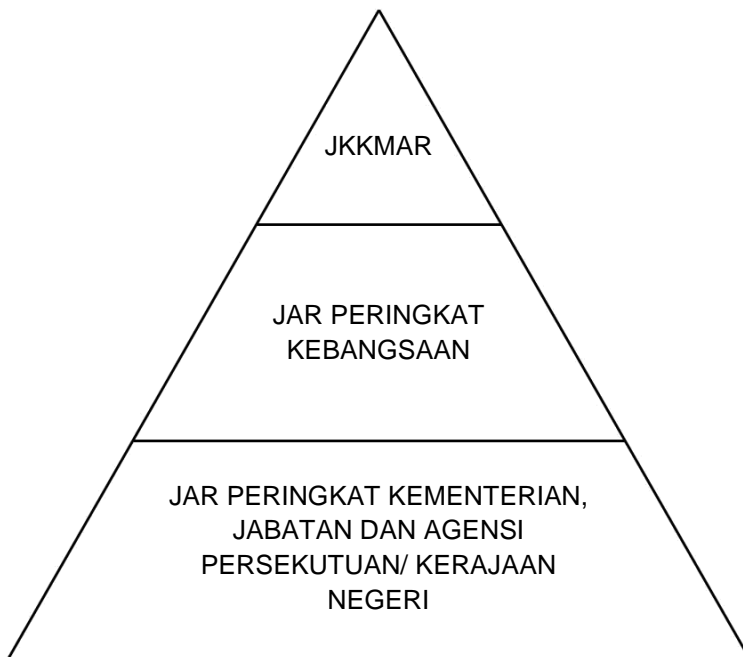 JKKMAR
JAR PERINGKAT
KEBANGSAAN
JAR PERINGKAT KEMENTERIAN,
JABATAN DAN AGENSI
PERSEKUTUAN/ KERAJAAN
NEGERI